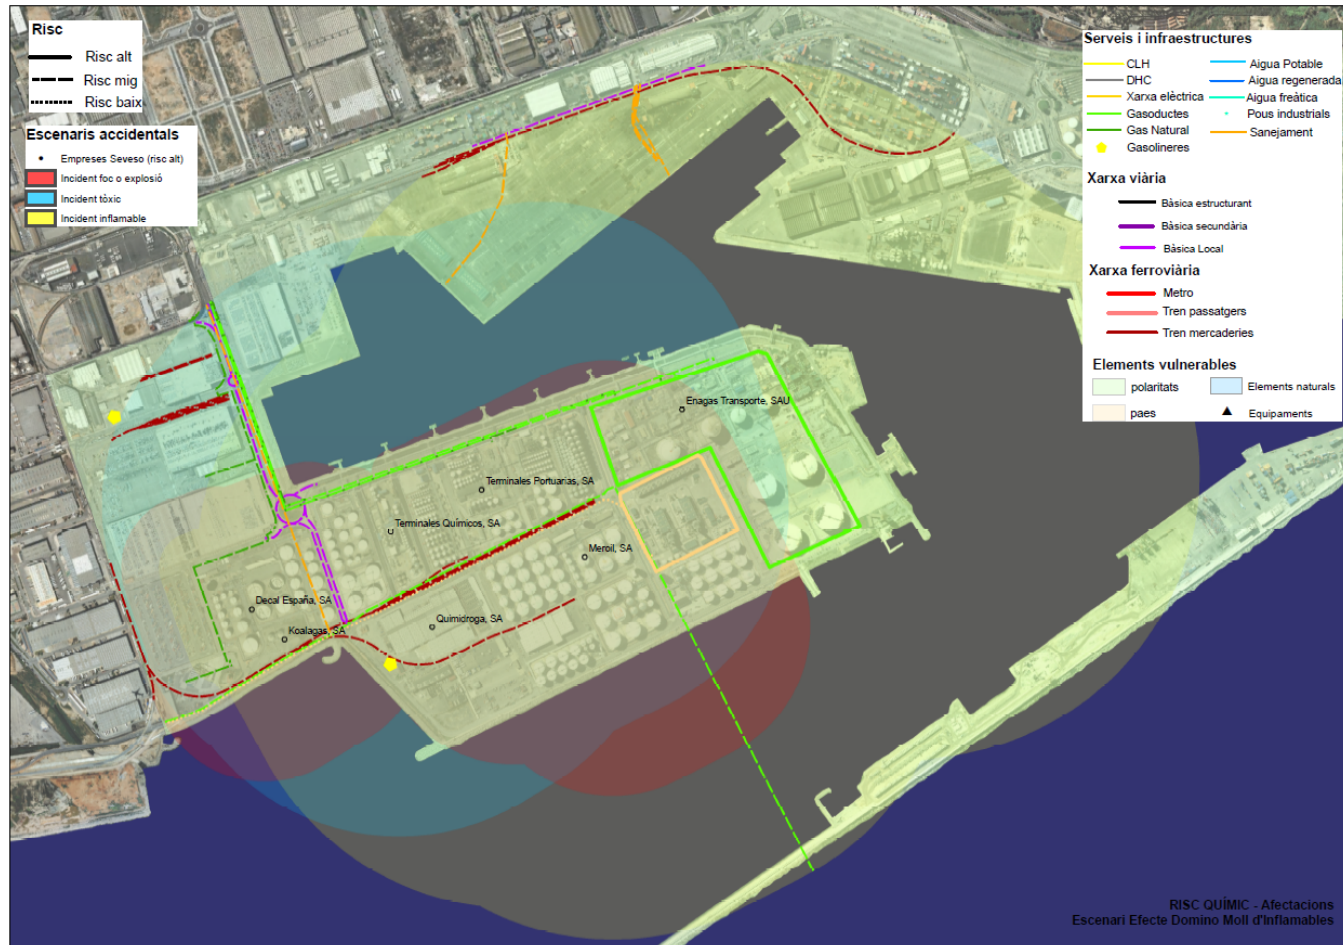 Risc
Risc alt
Risc mig
Risc baix
Escenaris accidentals
Empreses Seveso (risc alt)
Incident foc o explosió
Incident tòxic
Incident inflamable
Serveis i infraestructures
CLH
DHC
Xarxa elèctrica
Gasoductes
Gas Natural
Gasolineres
Aigua Potable
Aigua regenerada
Aigua freàtica
Pous industrials
Sanejament
Xarxa viària
Bàsica estructurant
Bàsica secundària
Bàsica Local
Xarxa ferroviària
Metro
Tren passatgers
Tren mercaderies
Elements vulnerables
polaritats
Elements naturals
paes
Equipaments
Enagas Transporte, SAU
Terminales Portuarias, SA
Terminales Químicos, SA
Meroil, SA
Decal España, SA
Quimidroga, SA
Koalagas, SA
RISC QUÍMIC - Afectacions
Escenari Efecte Domino Moll d'Inflamables